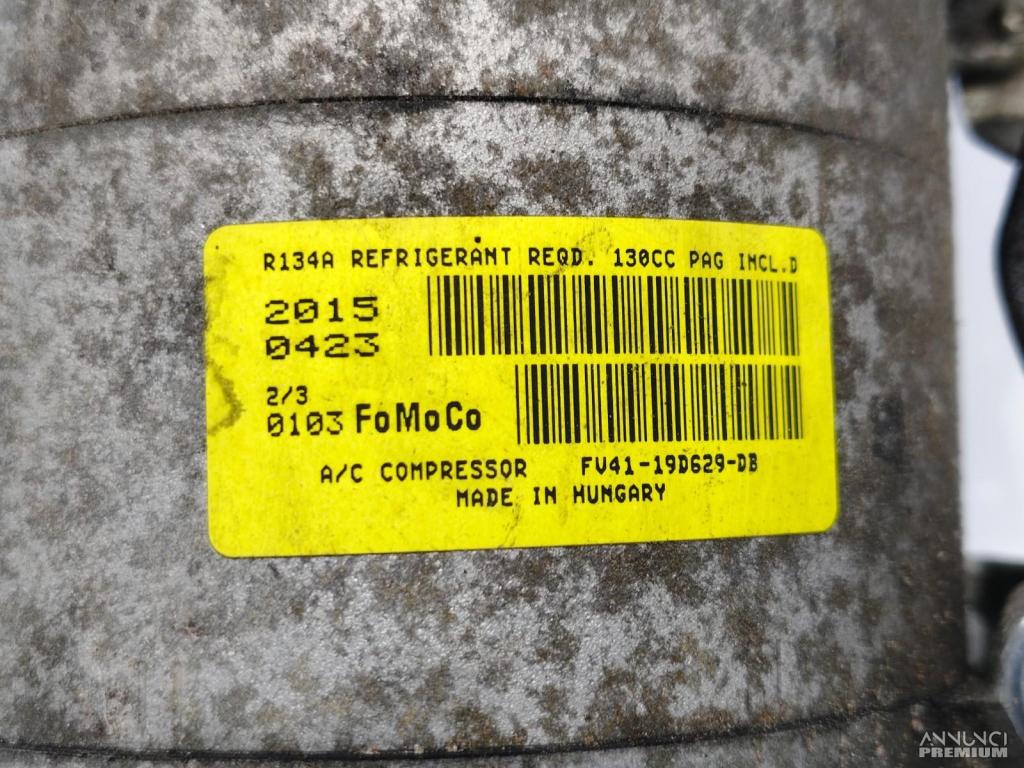 R134A REFRIGERANT REQD. 130CC PAG INCL.D
2015
0423
2/3
0103 FoMoCo
A/C COMPRESSOR FV41-19D629-DB
MADE IN HUNGARY
ANNUNCI
PREMIUM